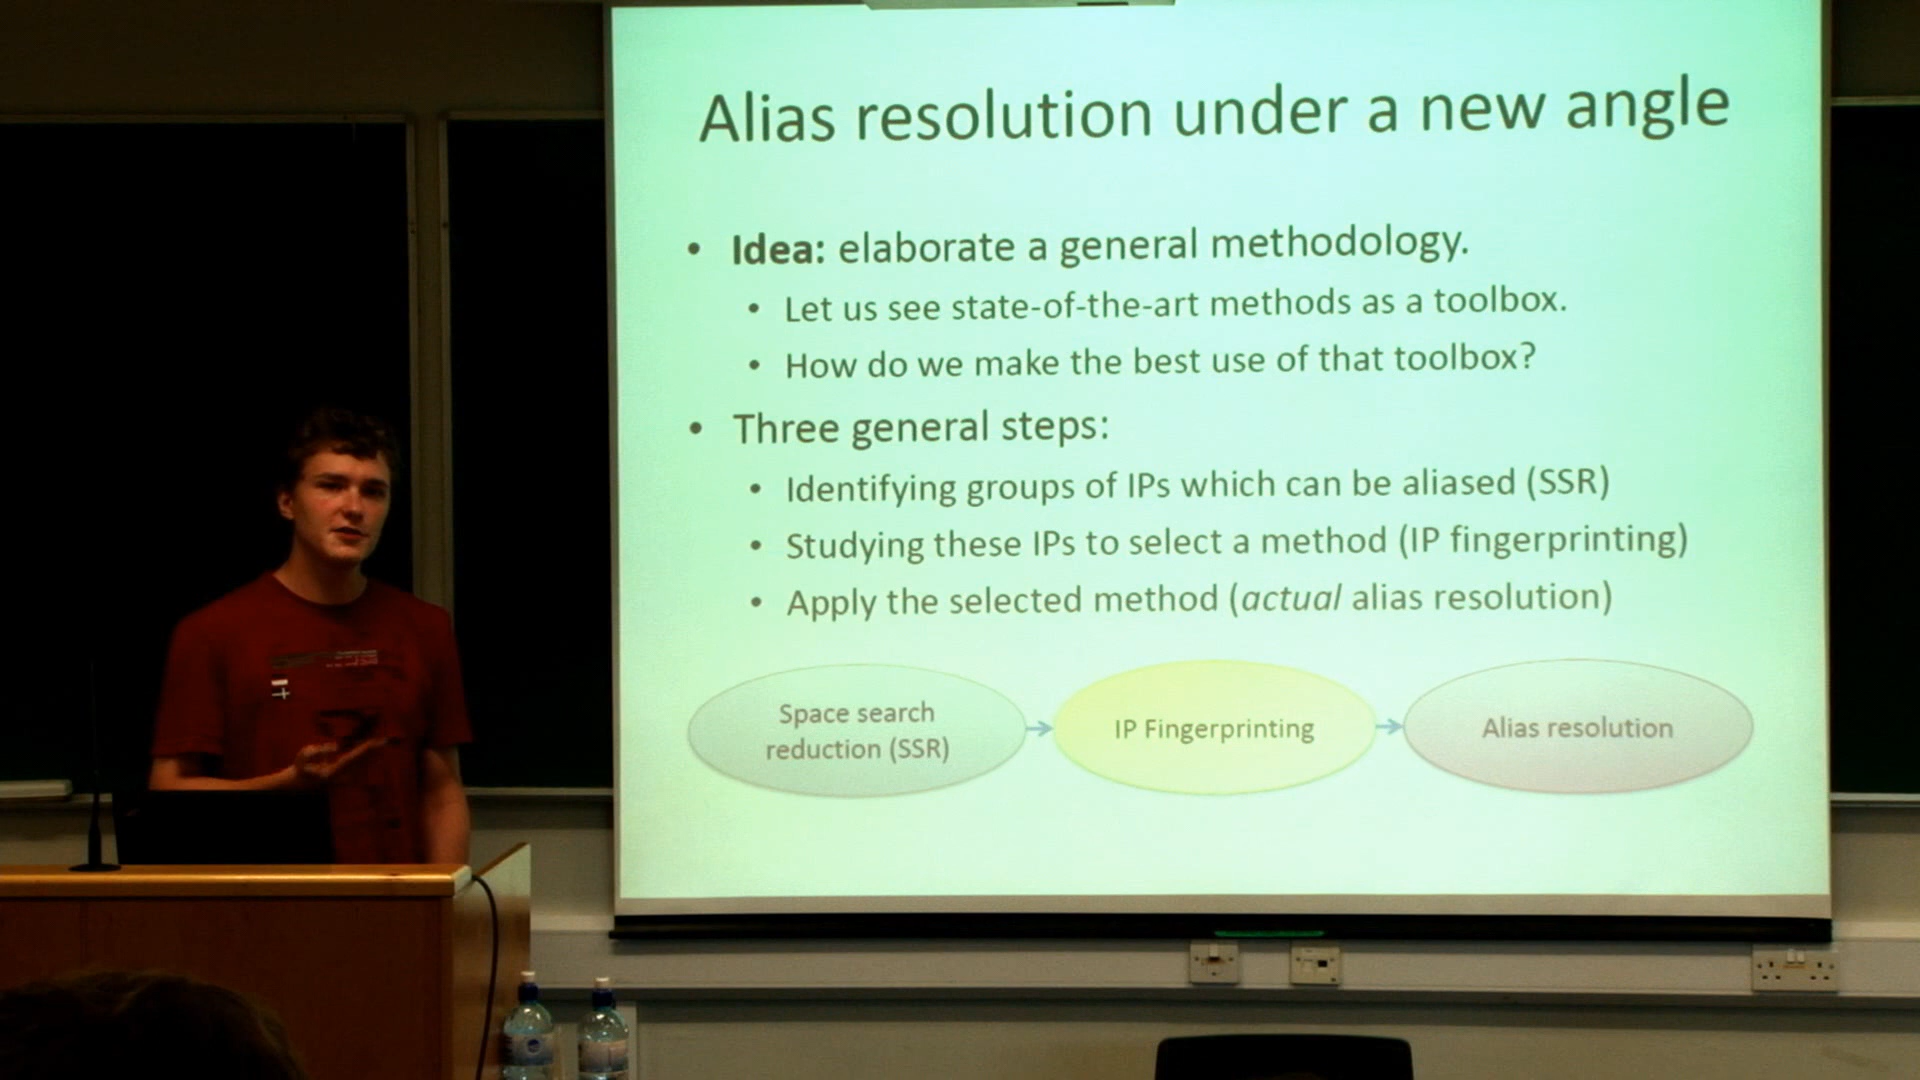 Alias resolution under a new angle
• Idea: elaborate a general methodology.
• Let us see state-of-the-art methods as a toolbox.
• How do we make the best use of that toolbox?
• Three general steps:
• Identifying groups of IPs which can be aliased (SSR)
• Studying these IPs to select a method (IP fingerprinting)
• Apply the selected method (actual alias resolution)
Space search
reduction (SSR)
IP Fingerprinting
Alias resolution